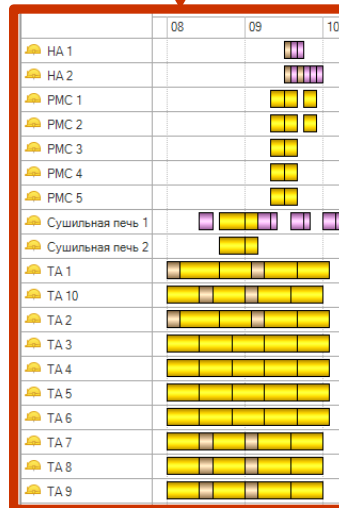 08 09 10
НА 1
НА 2
РМС 1
РМС 2
РМС 3
РМС 4
РМС 5
Сушильная печь 1
Сушильная печь 2
ТА 1
ТА 10
ТА 2
ТА 3
ТА 4
ТА 5
ТА 6
ТА 7
ТА 8
ТА 9